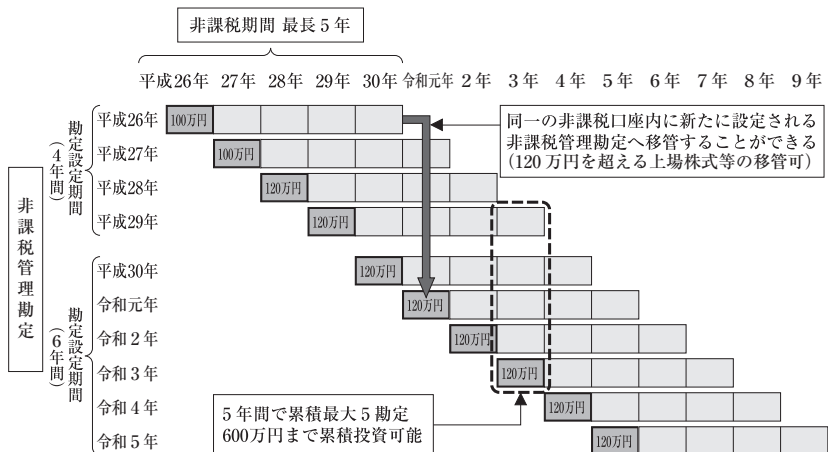 非課税期間 最長5年
平成26年 27年 28年 29年 30年 令和元年 2年 3年 4年 5年 6年 7年 8年 9年
非課税管理勘定
勘定設定期間
(4年間)
平成26年 100万円
平成27年 100万円
平成28年 120万円
平成29年 120万円
同一の非課税口座内に新たに設定される
非課税管理勘定へ移管することができる
(120万円を超える上場株式等の移管可)
勘定設定期間
(6年間)
平成30年 120万円
令和元年 120万円
令和2年 120万円
令和3年 120万円
令和4年 120万円
令和5年 120万円
5年間で累積最大5勘定
600万円まで累積投資可能